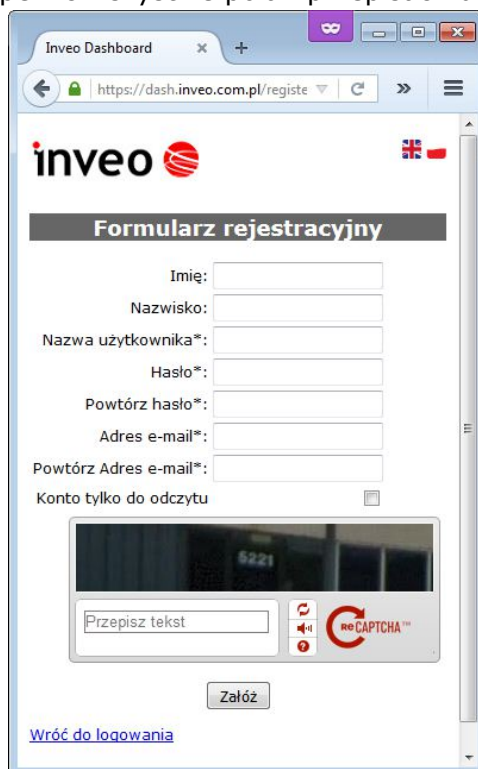 Inveo Dashboard
https://dash.inveo.com.pl/registe
inveo
Formularz rejestracyjny
Imię:
Nazwisko:
Nazwa użytkownika*:
Hasło*:
Powtórz hasło*:
Adres e-mail*:
Powtórz Adres e-mail*:
Konto tylko do odczytu
5221
Przepisz tekst
reCAPTCHA™
Załóż
Wróć do logowania